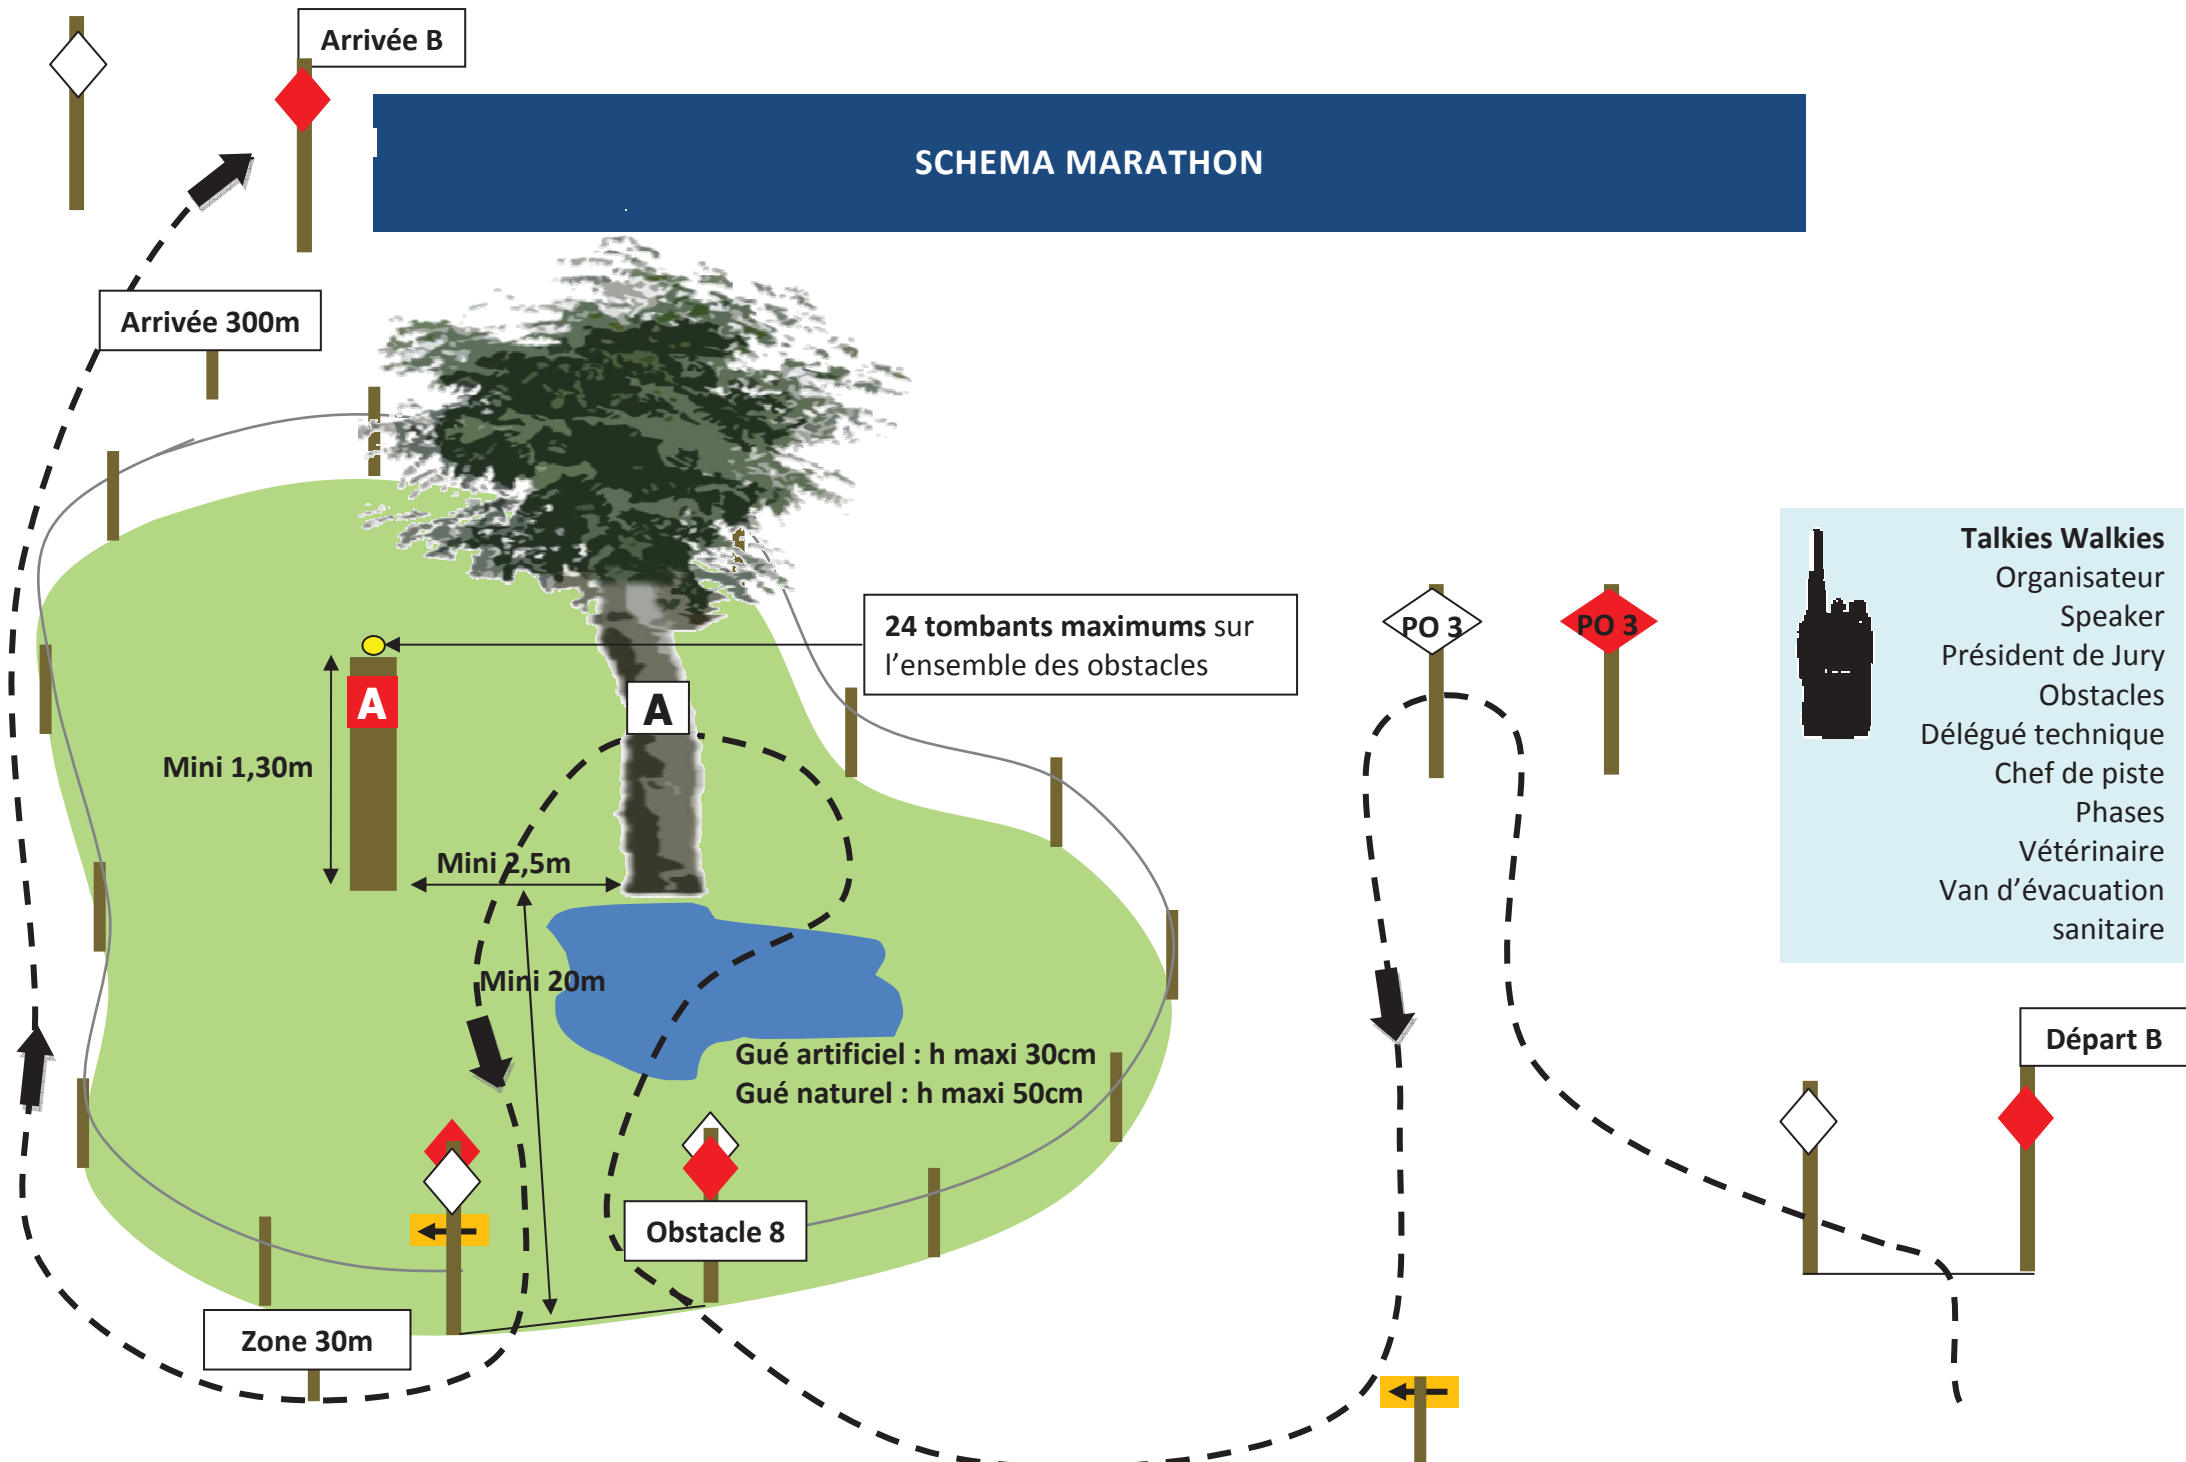 Arrivée B
SCHEMA MARATHON
Arrivée 300m
24 tombants maximums sur
l’ensemble des obstacles
A
A
Mini 1,30m
Mini 2,5m
Mini 20m
Gué artificiel : h maxi 30cm
Gué naturel : h maxi 50cm
Obstacle 8
Zone 30m
PO 3
PO 3
Talkies Walkies
Organisateur
Speaker
Président de Jury
Obstacles
Délégué technique
Chef de piste
Phases
Vétérinaire
Van d’évacuation
sanitaire
Départ B